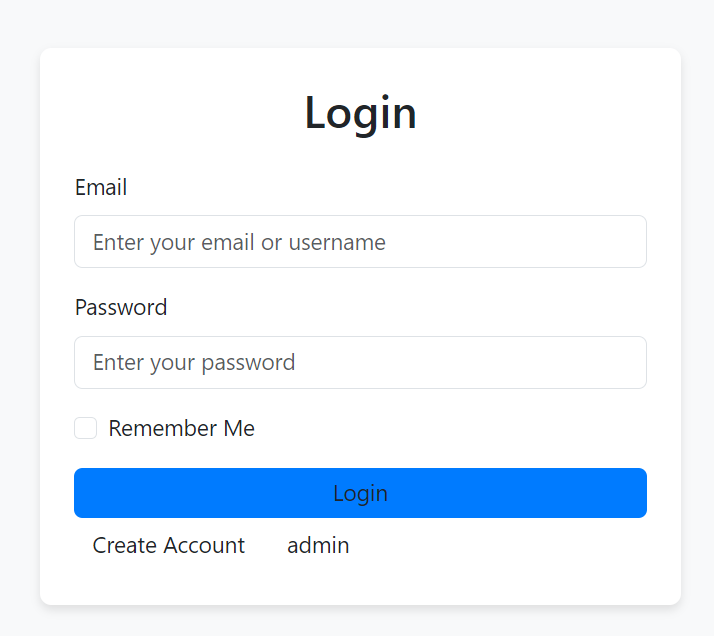 Login
Email
Enter your email or username
Password
Enter your password
Remember Me
Login
Create Account admin